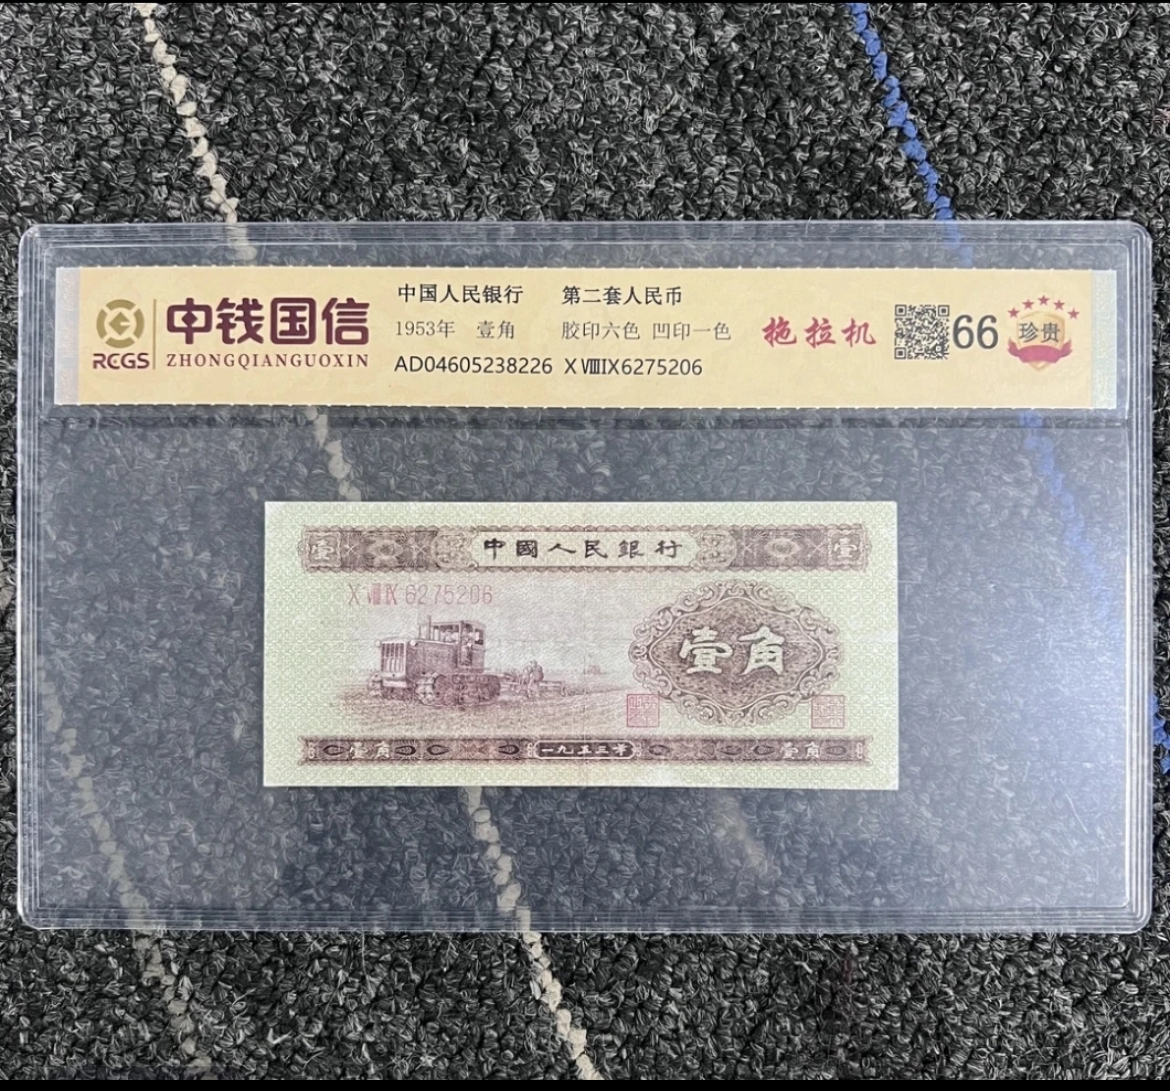 RCGS
中钱国信
ZHONGQIANGUOXIN
中国人民银行 第二套人民币
1953年 壹角 胶印六色 凹印一色
AD04605238226 XⅧIX6275206
拖拉机
66
珍贵
壹 中國人民銀行 壹
X Ⅷ IX 6275206
壹角
壹角 一九五三年 壹角